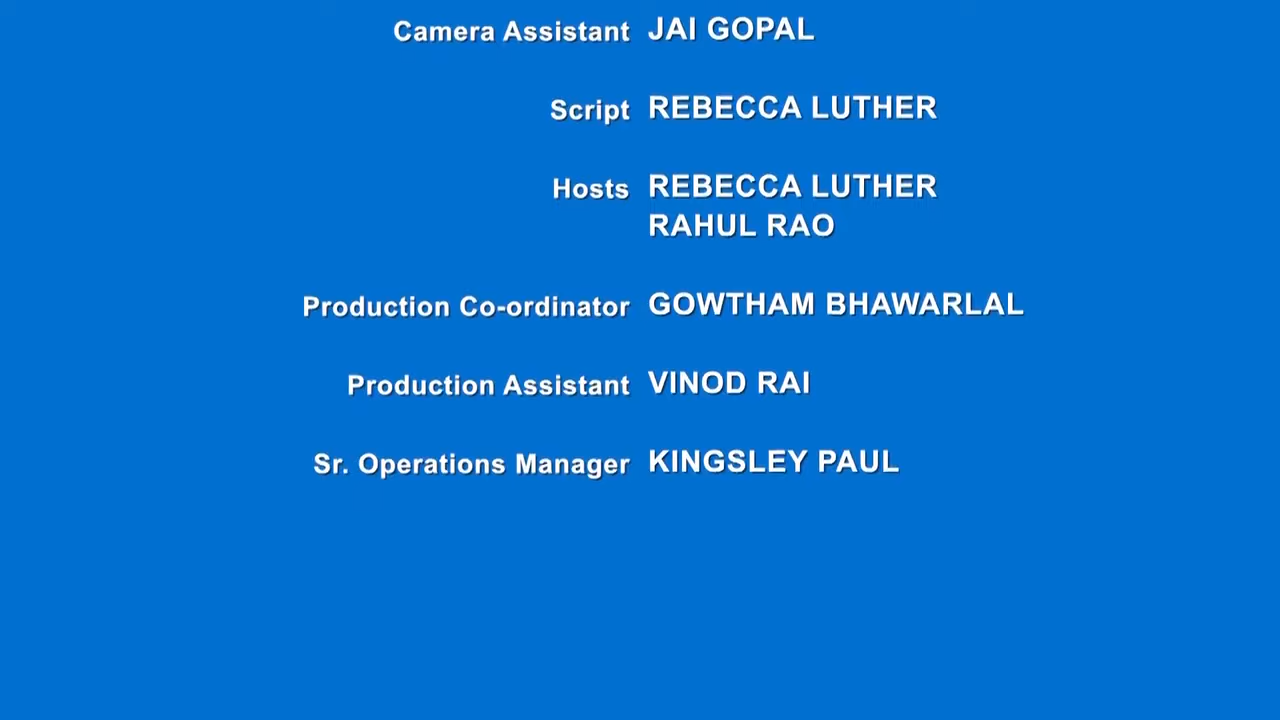 Camera Assistant JAI GOPAL
Script REBECCA LUTHER
Hosts REBECCA LUTHER
RAHUL RAO
Production Co-ordinator GOWTHAM BHAWARLAL
Production Assistant VINOD RAI
Sr. Operations Manager KINGSLEY PAUL